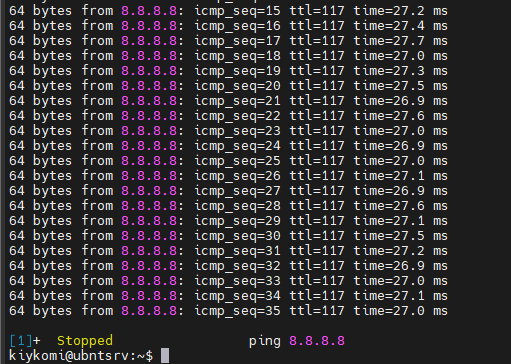 64 bytes from 8.8.8.8: icmp_seq=15 ttl=117 time=27.2 ms
64 bytes from 8.8.8.8: icmp_seq=16 ttl=117 time=27.4 ms
64 bytes from 8.8.8.8: icmp_seq=17 ttl=117 time=27.7 ms
64 bytes from 8.8.8.8: icmp_seq=18 ttl=117 time=27.0 ms
64 bytes from 8.8.8.8: icmp_seq=19 ttl=117 time=27.3 ms
64 bytes from 8.8.8.8: icmp_seq=20 ttl=117 time=27.5 ms
64 bytes from 8.8.8.8: icmp_seq=21 ttl=117 time=26.9 ms
64 bytes from 8.8.8.8: icmp_seq=22 ttl=117 time=27.6 ms
64 bytes from 8.8.8.8: icmp_seq=23 ttl=117 time=27.0 ms
64 bytes from 8.8.8.8: icmp_seq=24 ttl=117 time=26.9 ms
64 bytes from 8.8.8.8: icmp_seq=25 ttl=117 time=27.0 ms
64 bytes from 8.8.8.8: icmp_seq=26 ttl=117 time=27.1 ms
64 bytes from 8.8.8.8: icmp_seq=27 ttl=117 time=26.9 ms
64 bytes from 8.8.8.8: icmp_seq=28 ttl=117 time=27.6 ms
64 bytes from 8.8.8.8: icmp_seq=29 ttl=117 time=27.1 ms
64 bytes from 8.8.8.8: icmp_seq=30 ttl=117 time=27.5 ms
64 bytes from 8.8.8.8: icmp_seq=31 ttl=117 time=27.2 ms
64 bytes from 8.8.8.8: icmp_seq=32 ttl=117 time=26.9 ms
64 bytes from 8.8.8.8: icmp_seq=33 ttl=117 time=27.0 ms
64 bytes from 8.8.8.8: icmp_seq=34 ttl=117 time=27.1 ms
64 bytes from 8.8.8.8: icmp_seq=35 ttl=117 time=27.0 ms
[1]+  Stopped                 ping 8.8.8.8
kiykomi@ubntsrv:~$